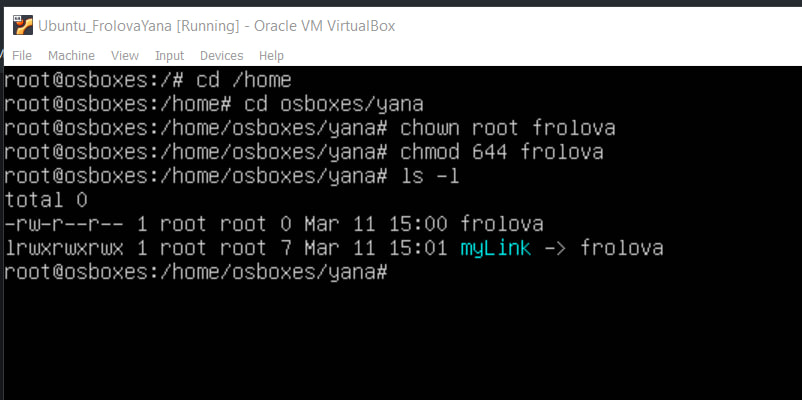 Ubuntu_FrolovaYana [Running] - Oracle VM VirtualBox
File Machine View Input Devices Help
root@osboxes:/# cd /home
root@osboxes:/home# cd osboxes/yana
root@osboxes:/home/osboxes/yana# chown root frolova
root@osboxes:/home/osboxes/yana# chmod 644 frolova
root@osboxes:/home/osboxes/yana# ls -l
total 0
-rw-r--r-- 1 root root 0 Mar 11 15:00 frolova
lrwxrwxrwx 1 root root 7 Mar 11 15:01 myLink -> frolova
root@osboxes:/home/osboxes/yana#